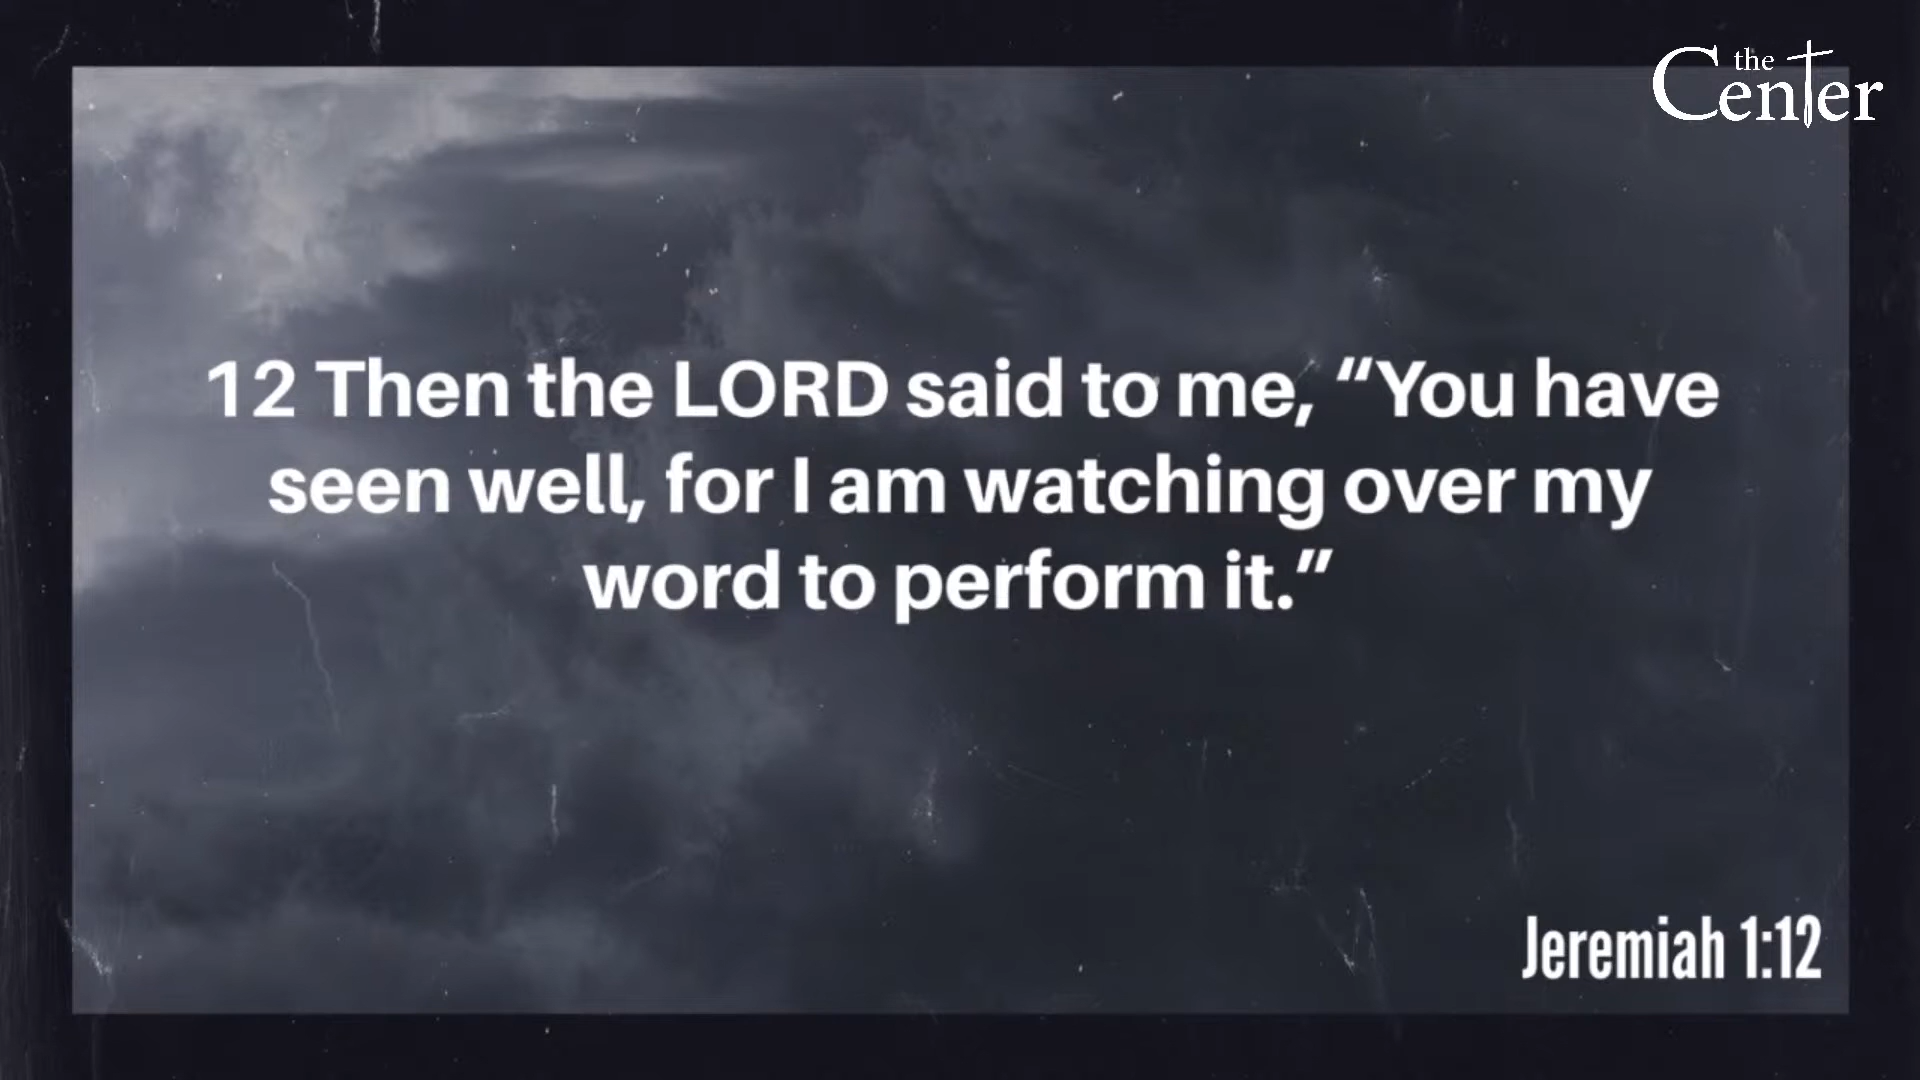 the
Center
12 Then the LORD said to me, “You have
seen well, for I am watching over my
word to perform it.”
Jeremiah 1:12